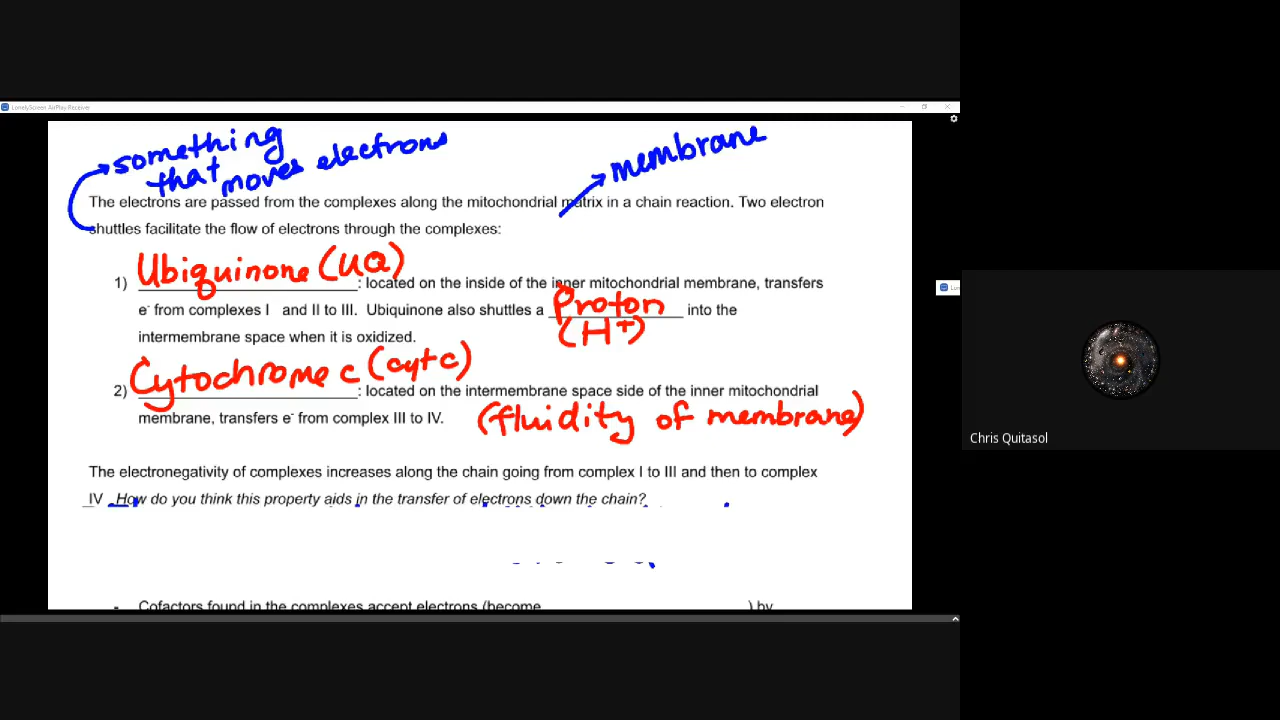 LonelyScreen AirPlay Receiver
something
that moves electrons
membrane
The electrons are passed from the complexes along the mitochondrial matrix in a chain reaction. Two electron
shuttles facilitate the flow of electrons through the complexes:
Ubiquinone (UQ)
1) : located on the inside of the inner mitochondrial membrane, transfers
e- from complexes I and II to III. Ubiquinone also shuttles a Proton into the
(H+)
intermembrane space when it is oxidized.
Cytochrome c (cyt c)
2) : located on the intermembrane space side of the inner mitochondrial
membrane, transfers e- from complex III to IV. (fluidity of membrane)
The electronegativity of complexes increases along the chain going from complex I to III and then to complex
IV How do you think this property aids in the transfer of electrons down the chain?
- Cofactors found in the complexes accept electrons (become ) by
Chris Quitasol